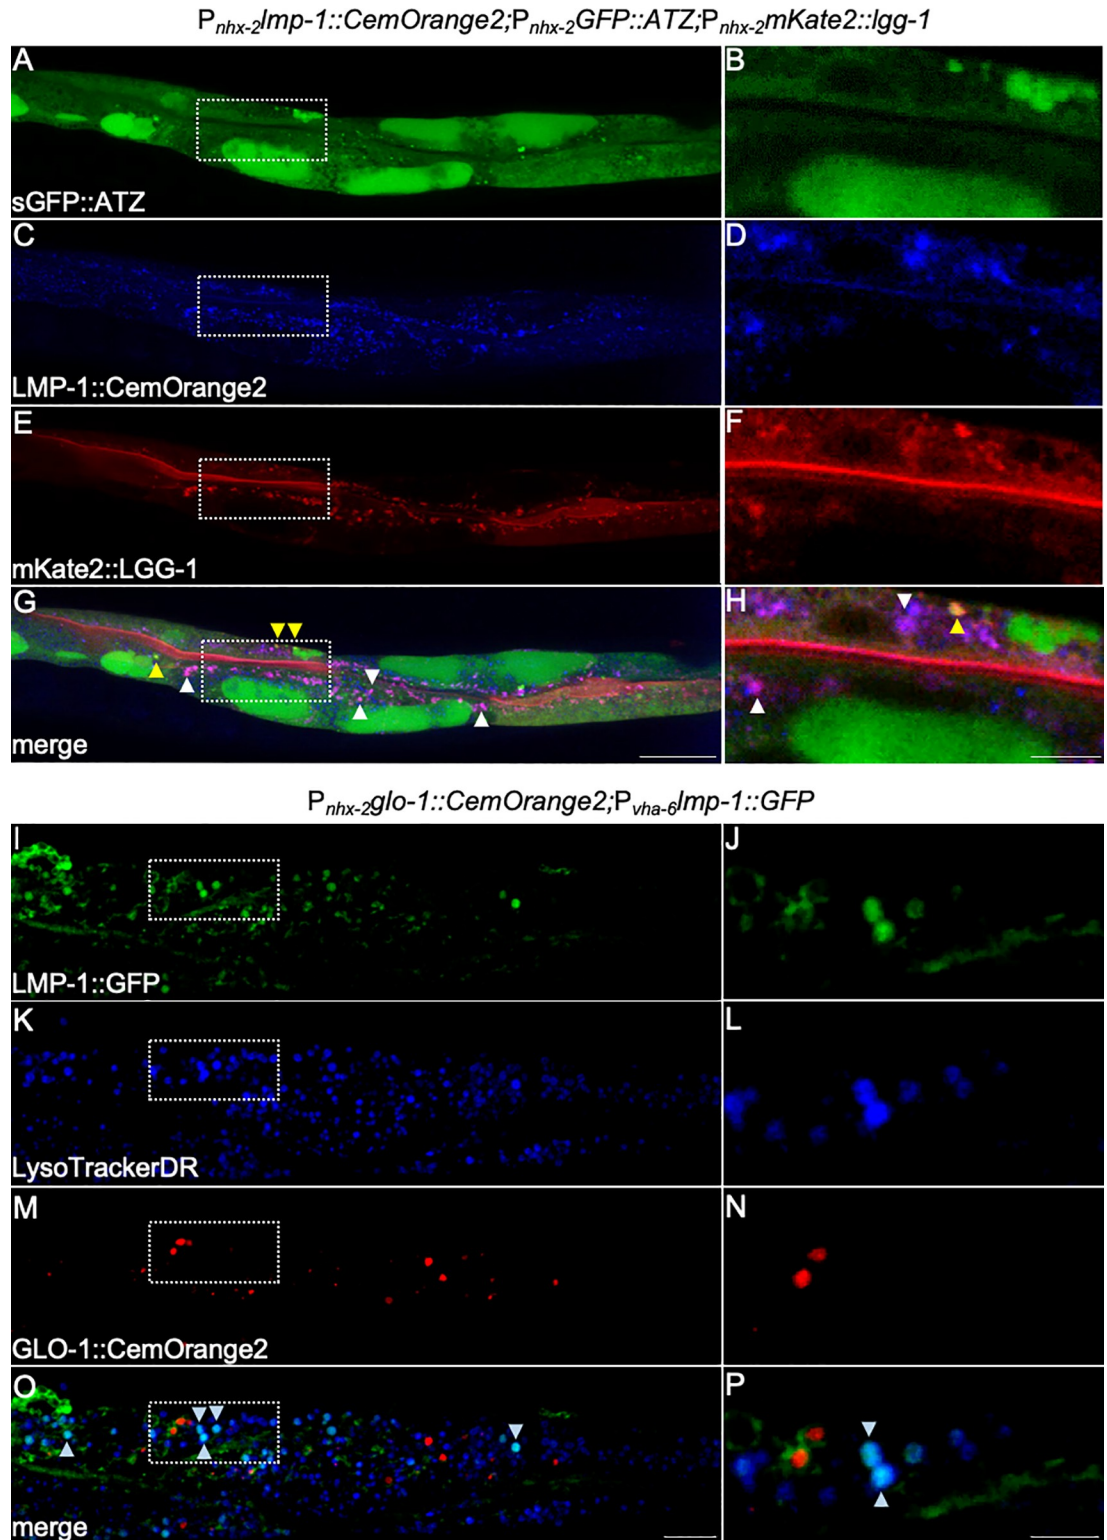 Pnhx-2lmp-1::CemOrange2;Pnhx-2GFP::ATZ;Pnhx-2mKate2::lgg-1
A
B
sGFP::ATZ
C
D
LMP-1::CemOrange2
E
F
mKate2::LGG-1
G
H
merge
Pnhx-2glo-1::CemOrange2;Pvha-6lmp-1::GFP
I
J
LMP-1::GFP
K
L
LysoTrackerDR
M
N
GLO-1::CemOrange2
O
P
merge